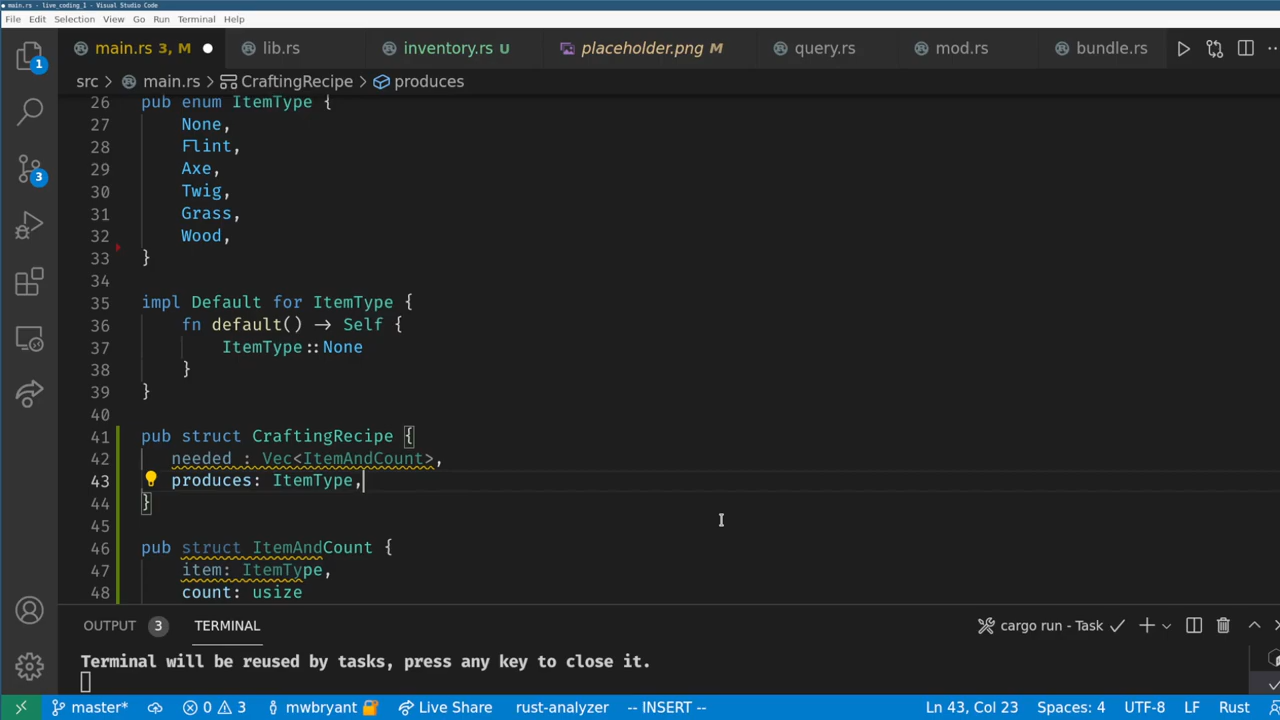 main.rs - live_coding_1 - Visual Studio Code
File Edit Selection View Go Run Terminal Help
main.rs 3, M lib.rs inventory.rs U placeholder.png M query.rs mod.rs bundle.rs
src > main.rs > CraftingRecipe > produces
26 pub enum ItemType {
27 None,
28 Flint,
29 Axe,
30 Twig,
31 Grass,
32 Wood,
33 }
34
35 impl Default for ItemType {
36 fn default() → Self {
37 ItemType::None
38 }
39 }
40
41 pub struct CraftingRecipe {
42 needed : Vec<ItemAndCount>,
43 produces: ItemType,
44 }
45
46 pub struct ItemAndCount {
47 item: ItemType,
48 count: usize
1
3
OUTPUT 3 TERMINAL cargo run - Task
Terminal will be reused by tasks, press any key to close it.
master* 0 3 mwbryant Live Share rust-analyzer -- INSERT -- Ln 43, Col 23 Spaces: 4 UTF-8 LF Rust